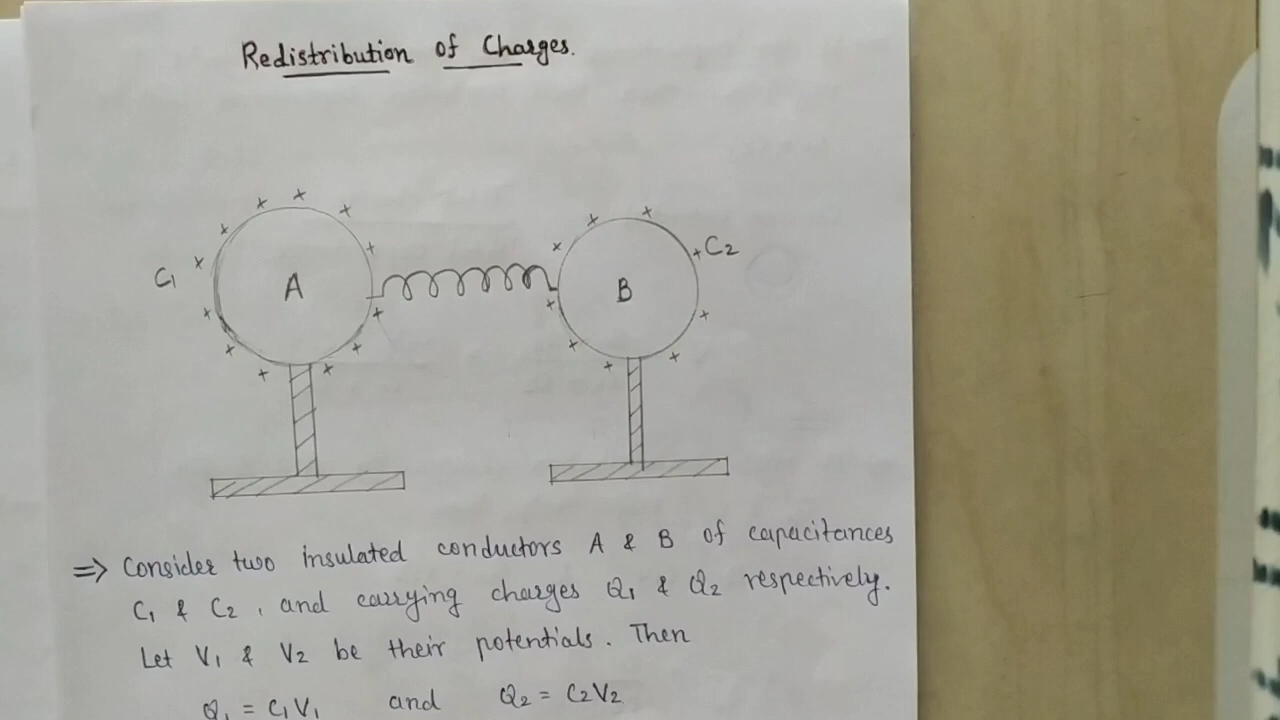 Redistribution of Charges.
C1
A
B
C2
⇒ Consider two insulated conductors A & B of capacitances
C1 & C2, and carrying charges Q1 & Q2 respectively.
Let V1 & V2 be their potentials. Then
Q1 = C1V1 and Q2 = C2V2